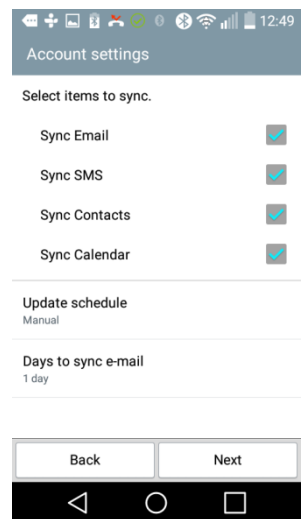 12:49
Account settings
Select items to sync.
Sync Email
Sync SMS
Sync Contacts
Sync Calendar
Update schedule
Manual
Days to sync e-mail
1 day
Back Next